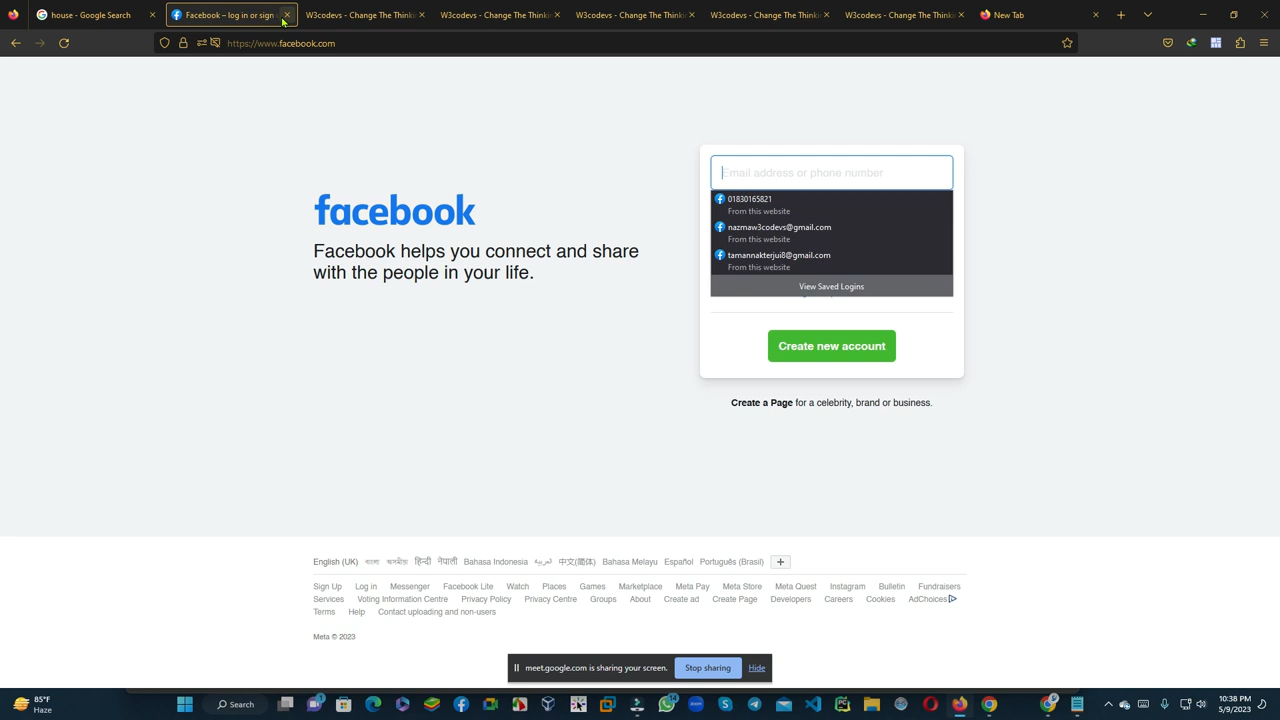 house - Google Search
Facebook – log in or sign
W3codevs - Change The Thinki
W3codevs - Change The Thinki
W3codevs - Change The Thinki
W3codevs - Change The Thinki
W3codevs - Change The Thinki
New Tab
https://www.facebook.com
facebook
Facebook helps you connect and share
with the people in your life.
Email address or phone number
01830165821
From this website
nazmaw3codevs@gmail.com
From this website
tamannakterjui8@gmail.com
From this website
View Saved Logins
Create new account
Create a Page for a celebrity, brand or business.
English (UK) বাংলা অসমীয়া हिन्दी नेपाली Bahasa Indonesia العربية 中文(简体) Bahasa Melayu Español Português (Brasil)
Sign Up Log in Messenger Facebook Lite Watch Places Games Marketplace Meta Pay Meta Store Meta Quest Instagram Bulletin Fundraisers
Services Voting Information Centre Privacy Policy Privacy Centre Groups About Create ad Create Page Developers Careers Cookies AdChoices
Terms Help Contact uploading and non-users
Meta © 2023
meet.google.com is sharing your screen. Stop sharing Hide
85°F
Haze
Search
10:38 PM
5/9/2023